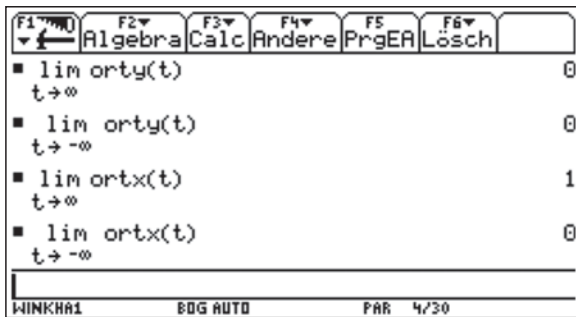 F1 F2 F3 F4 F5 F6
Algebra Calc Andere PrgEA Lösch
lim orty(t) 0
t→∞
lim orty(t) 0
t→-∞
lim ortx(t) 1
t→∞
lim ortx(t) 0
t→-∞
WINKHA1 BOG AUTO PAR 4/30